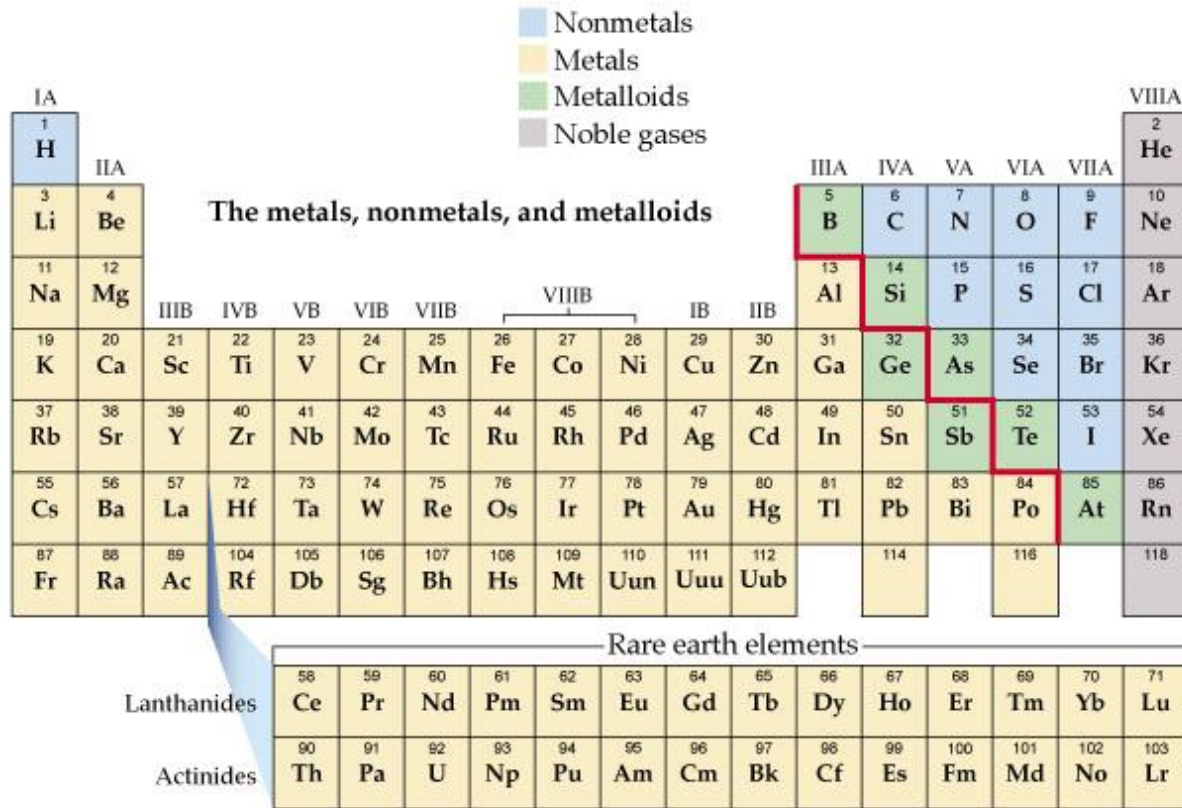 Nonmetals
Metals
Metalloids
Noble gases
IA VIIIA
1 2
H He
IIA IIIA IVA VA VIA VIIA
3 4 5 6 7 8 9 10
Li Be The metals, nonmetals, and metalloids B C N O F Ne
11 12 13 14 15 16 17 18
Na Mg Al Si P S Cl Ar
IIIB IVB VB VIB VIIB VIIIB IB IIB
19 20 21 22 23 24 25 26 27 28 29 30 31 32 33 34 35 36
K Ca Sc Ti V Cr Mn Fe Co Ni Cu Zn Ga Ge As Se Br Kr
37 38 39 40 41 42 43 44 45 46 47 48 49 50 51 52 53 54
Rb Sr Y Zr Nb Mo Tc Ru Rh Pd Ag Cd In Sn Sb Te I Xe
55 56 57 72 73 74 75 76 77 78 79 80 81 82 83 84 85 86
Cs Ba La Hf Ta W Re Os Ir Pt Au Hg Tl Pb Bi Po At Rn
87 88 89 104 105 106 107 108 109 110 111 112 114 116 118
Fr Ra Ac Rf Db Sg Bh Hs Mt Uun Uuu Uub
Rare earth elements
58 59 60 61 62 63 64 65 66 67 68 69 70 71
Lanthanides Ce Pr Nd Pm Sm Eu Gd Tb Dy Ho Er Tm Yb Lu
90 91 92 93 94 95 96 97 98 99 100 101 102 103
Actinides Th Pa U Np Pu Am Cm Bk Cf Es Fm Md No Lr